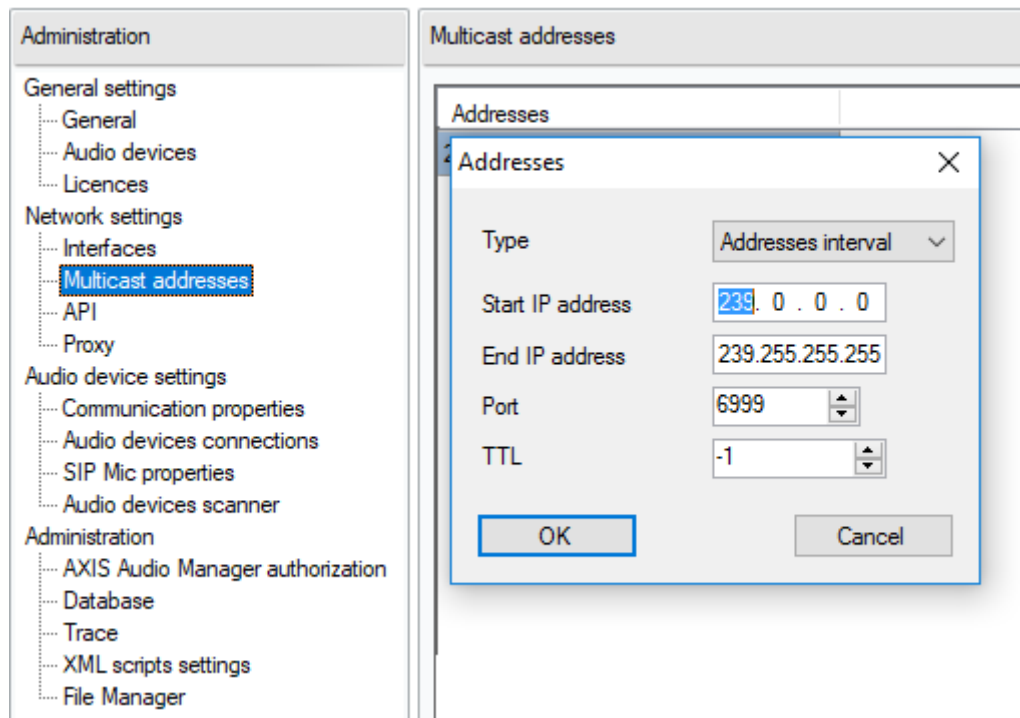 Administration
General settings
General
Audio devices
Licences
Network settings
Interfaces
Multicast addresses
API
Proxy
Audio device settings
Communication properties
Audio devices connections
SIP Mic properties
Audio devices scanner
Administration
AXIS Audio Manager authorization
Database
Trace
XML scripts settings
File Manager
Multicast addresses
Addresses
Addresses
Type Addresses interval
Start IP address 239. 0 . 0 . 0
End IP address 239.255.255.255
Port 6999
TTL -1
OK Cancel